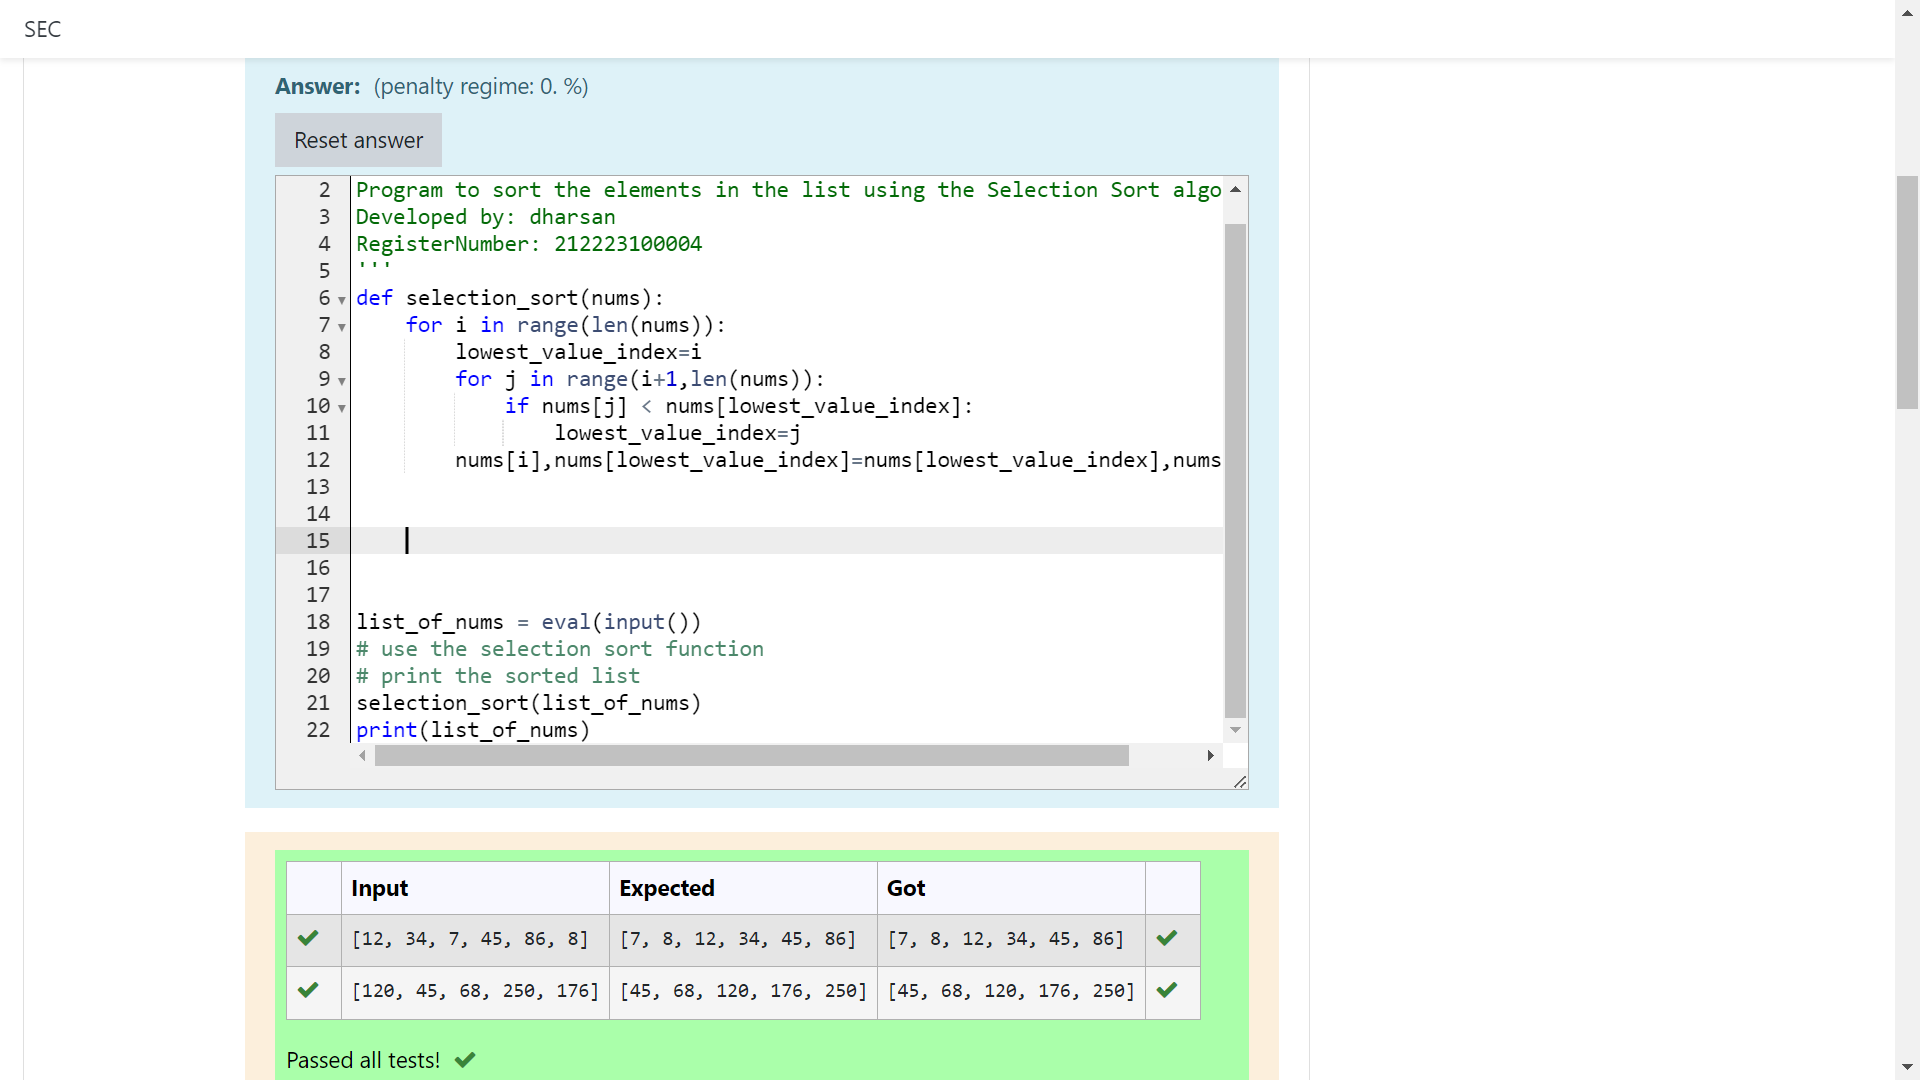 SEC
Answer: (penalty regime: 0. %)
Reset answer
2 Program to sort the elements in the list using the Selection Sort algo
3 Developed by: dharsan
4 RegisterNumber: 212223100004
5 '''
6 def selection_sort(nums):
7 for i in range(len(nums)):
8 lowest_value_index=i
9 for j in range(i+1,len(nums)):
10 if nums[j] < nums[lowest_value_index]:
11 lowest_value_index=j
12 nums[i],nums[lowest_value_index]=nums[lowest_value_index],nums
13
14
15
16
17
18 list_of_nums = eval(input())
19 # use the selection sort function
20 # print the sorted list
21 selection_sort(list_of_nums)
22 print(list_of_nums)
Input Expected Got
[12, 34, 7, 45, 86, 8] [7, 8, 12, 34, 45, 86] [7, 8, 12, 34, 45, 86]
[120, 45, 68, 250, 176] [45, 68, 120, 176, 250] [45, 68, 120, 176, 250]
Passed all tests!